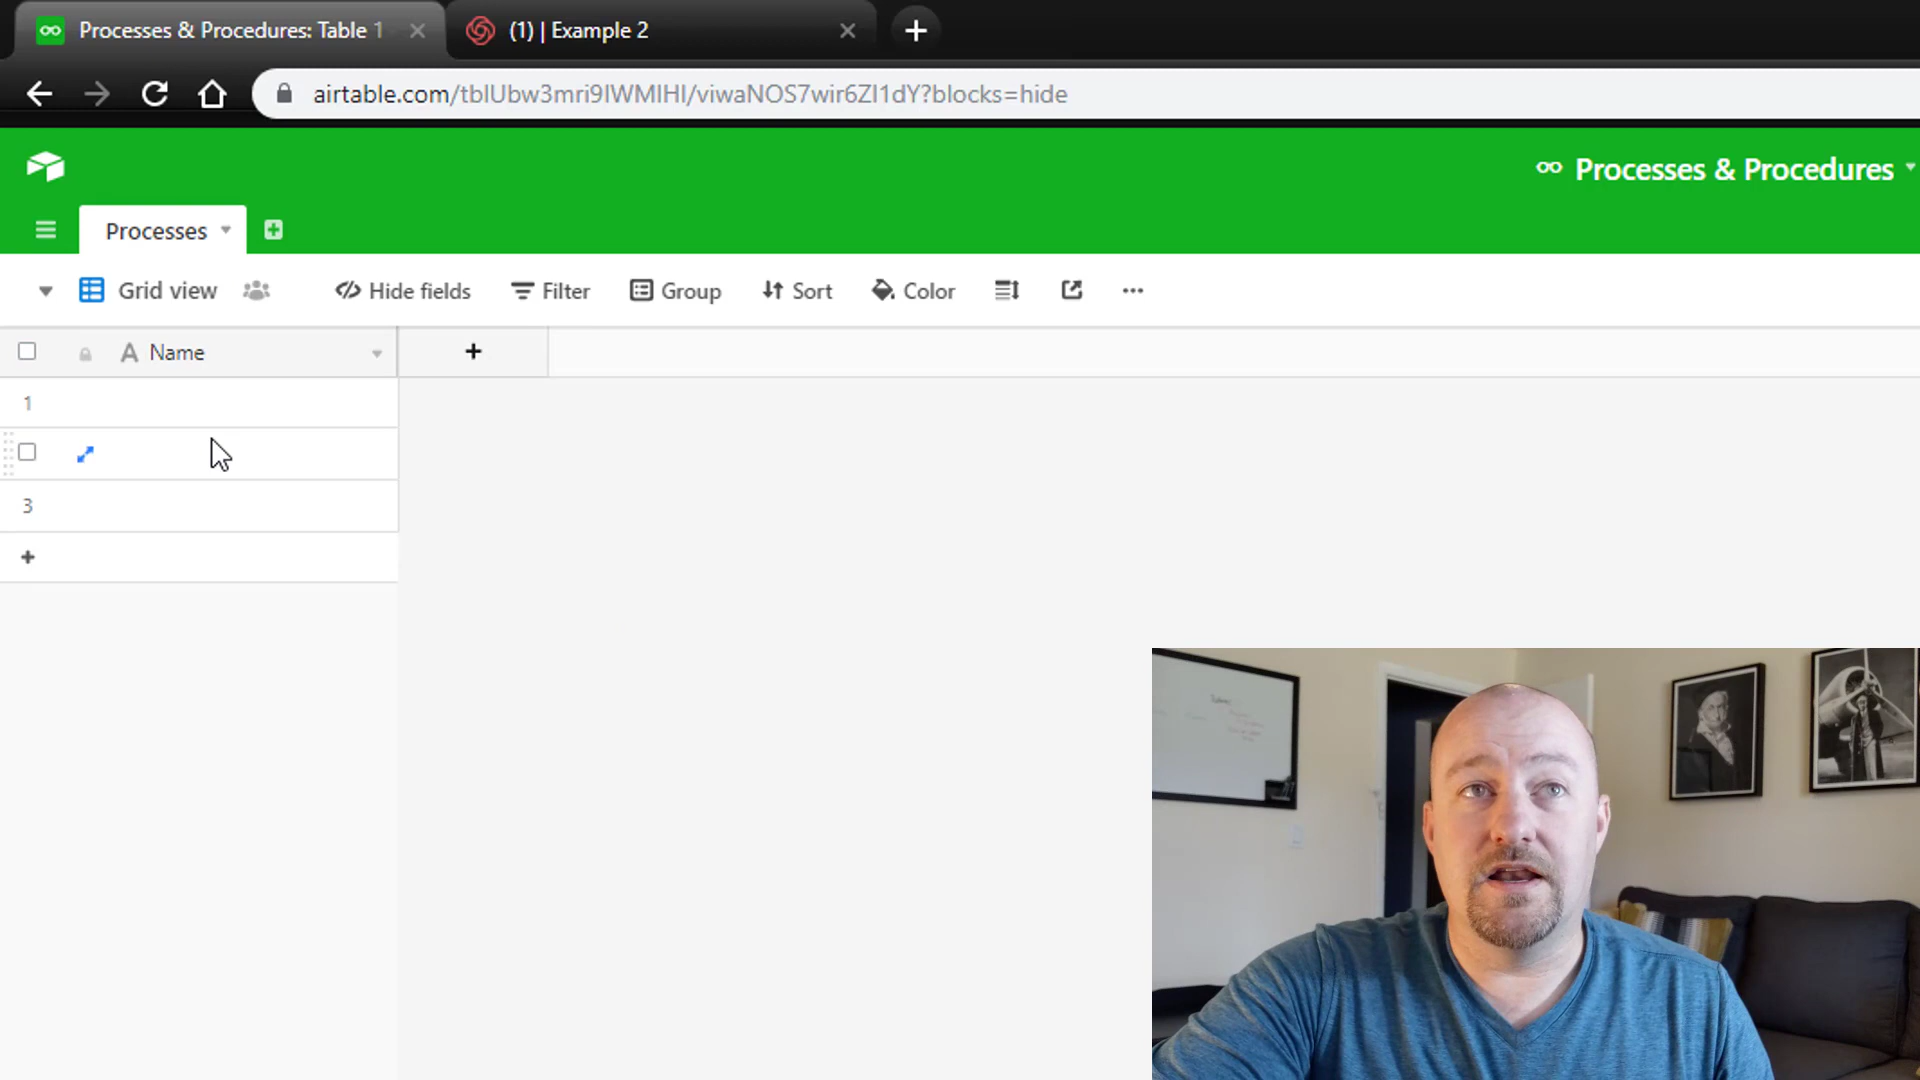 Processes & Procedures: Table 1
(1) | Example 2
airtable.com/tblUbw3mri9IWMIHI/viwaNOS7wir6ZI1dY?blocks=hide
Processes & Procedures
Processes
Grid view
Hide fields
Filter
Group
Sort
Color
A Name
1
3